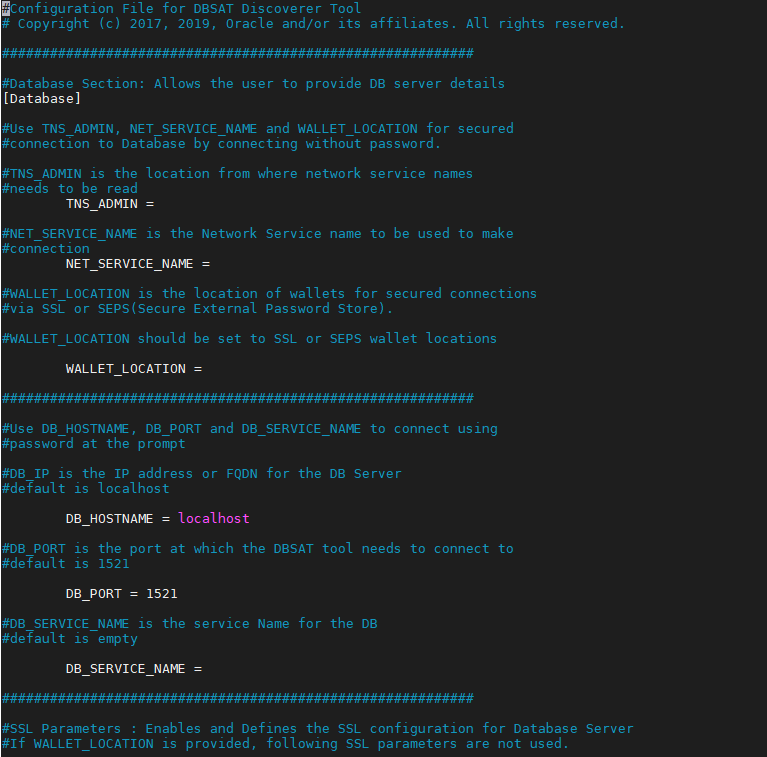 #Configuration File for DBSAT Discoverer Tool
# Copyright (c) 2017, 2019, Oracle and/or its affiliates. All rights reserved.
###########################################################
#Database Section: Allows the user to provide DB server details
[Database]
#Use TNS_ADMIN, NET_SERVICE_NAME and WALLET_LOCATION for secured
#connection to Database by connecting without password.
#TNS_ADMIN is the location from where network service names
#needs to be read
TNS_ADMIN =
#NET_SERVICE_NAME is the Network Service name to be used to make
#connection
NET_SERVICE_NAME =
#WALLET_LOCATION is the location of wallets for secured connections
#via SSL or SEPS(Secure External Password Store).
#WALLET_LOCATION should be set to SSL or SEPS wallet locations
WALLET_LOCATION =
###########################################################
#Use DB_HOSTNAME, DB_PORT and DB_SERVICE_NAME to connect using
#password at the prompt
#DB_IP is the IP address or FQDN for the DB Server
#default is localhost
DB_HOSTNAME = localhost
#DB_PORT is the port at which the DBSAT tool needs to connect to
#default is 1521
DB_PORT = 1521
#DB_SERVICE_NAME is the service Name for the DB
#default is empty
DB_SERVICE_NAME =
###########################################################
#SSL Parameters : Enables and Defines the SSL configuration for Database Server
#If WALLET_LOCATION is provided, following SSL parameters are not used.